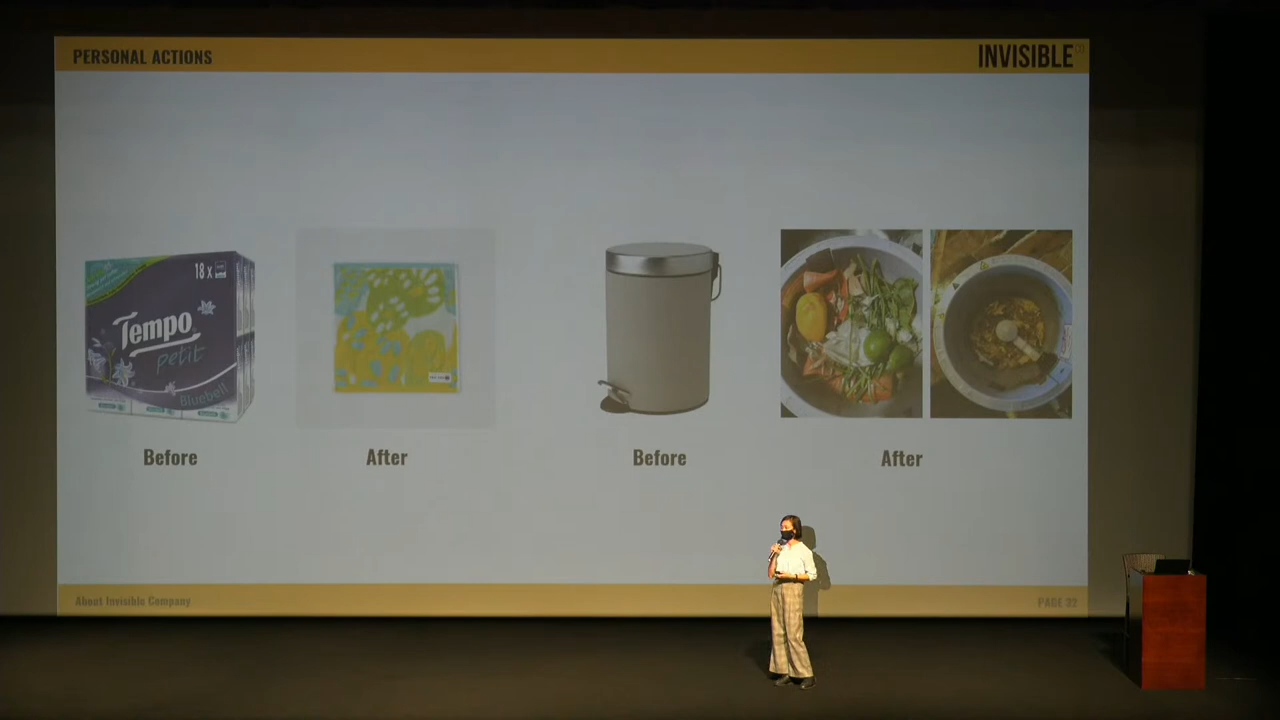 PERSONAL ACTIONS
INVISIBLE
18 x
Tempo
petit
Bluebell
Before
After
Before
After
About Invisible Company
PAGE 32